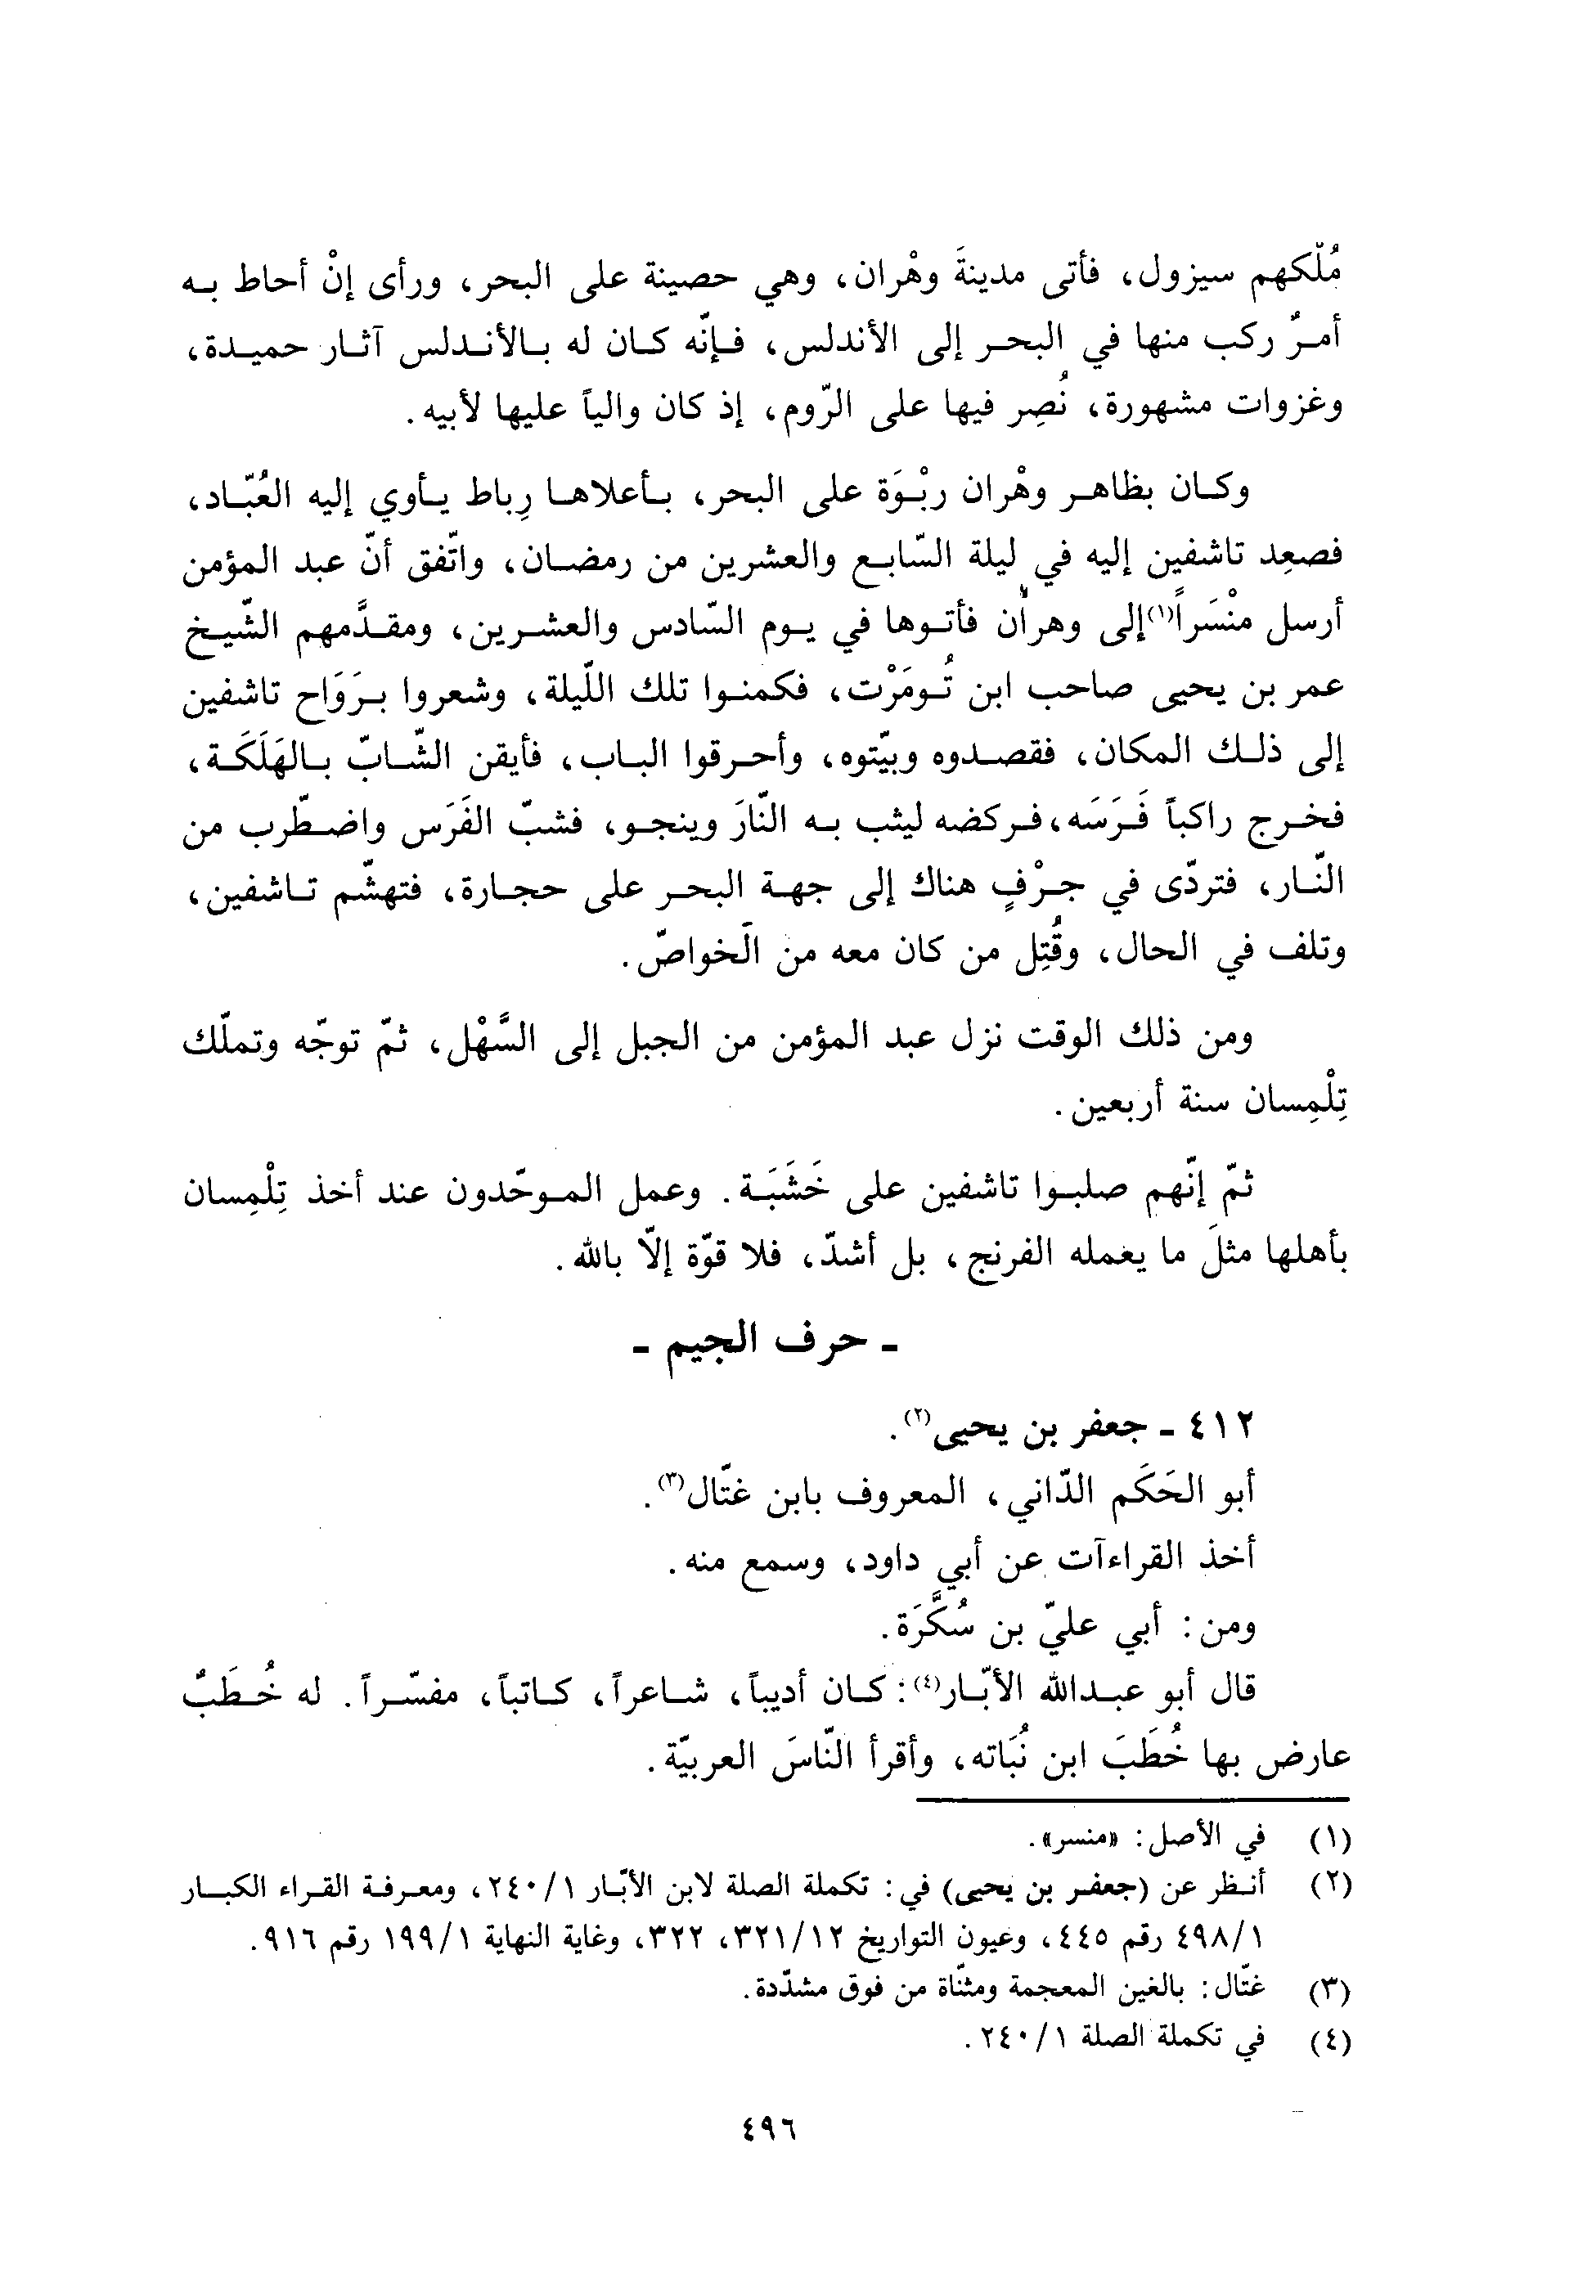 مُلْكهم سيزول، فأتى مدينةَ وهْران، وهي حصينة على البحر، ورأى إنْ أحاط به
أمرٌ ركب منها في البحر إلى الأندلس، فإنّه كان له بالأندلس آثار حميدة،
وغزوات مشهورة، نُصِر فيها على الرّوم، إذ كان والياً عليها لأبيه.
وكان بظاهر وهْران ربْوَة على البحر، بأعلاها رِباط يأوي إليه العُبّاد،
فصعِد تاشفين إليه في ليلة السّابع والعشرين من رمضان، واتّفق أنّ عبد المؤمن
أرسل منْسَراً(١) إلى وهران فأتوها في يوم السّادس والعشرين، ومقدَّمهم الشّيخ
عمر بن يحيى صاحب ابن تُومَرْت، فكمنوا تلك اللّيلة، وشعروا برَوَاح تاشفين
إلى ذلك المكان، فقصدوه وبيّتوه، وأحرقوا الباب، فأيقن الشّابّ بالهَلَكَة،
فخرج راكباً فَرَسَه، فركضه ليثب به النّارَ وينجو، فشبّ الفَرَس واضطّرب من
النّار، فتردّى في جرْفٍ هناك إلى جهة البحر على حجارة، فتهشّم تاشفين،
وتلف في الحال، وقُتِل من كان معه من الخواصّ.
ومن ذلك الوقت نزل عبد المؤمن من الجبل إلى السَّهْل، ثمّ توجّه وتملّك
تِلْمِسان سنة أربعين.
ثمّ إنّهم صلبوا تاشفين على خَشَبَة. وعمل الموحّدون عند أخذ تِلْمِسان
بأهلها مثلَ ما يعمله الفرنج، بل أشدّ، فلا قوّة إلّا بالله.
ـ حرف الجيم ـ
٤١٢ ـ جعفر بن يحيى(٢).
أبو الحَكَم الدّاني، المعروف بابن غتّال(٣).
أخذ القراءآت عن أبي داود، وسمع منه.
ومن: أبي عليّ بن سُكَّرَة.
قال أبو عبدالله الأبّار(٤): كان أديباً، شاعراً، كاتباً، مفسّراً. له خُطَبٌ
عارض بها خُطَبَ ابن نُبَاته، وأقرأ النّاسَ العربيّة.
(١) في الأصل: «منسر».
(٢) أنظر عن (جعفر بن يحيى) في: تكملة الصلة لابن الأبّار ١/٢٤٠، ومعرفة القراء الكبار
١/٤٩٨ رقم ٤٤٥، وعيون التواريخ ١٢/٣٢١، ٣٢٢، وغاية النهاية ١/١٩٩ رقم ٩١٦.
(٣) غتّال: بالغين المعجمة ومثنّاة من فوق مشدّدة.
(٤) في تكملة الصلة ١/٢٤٠.
٤٩٦